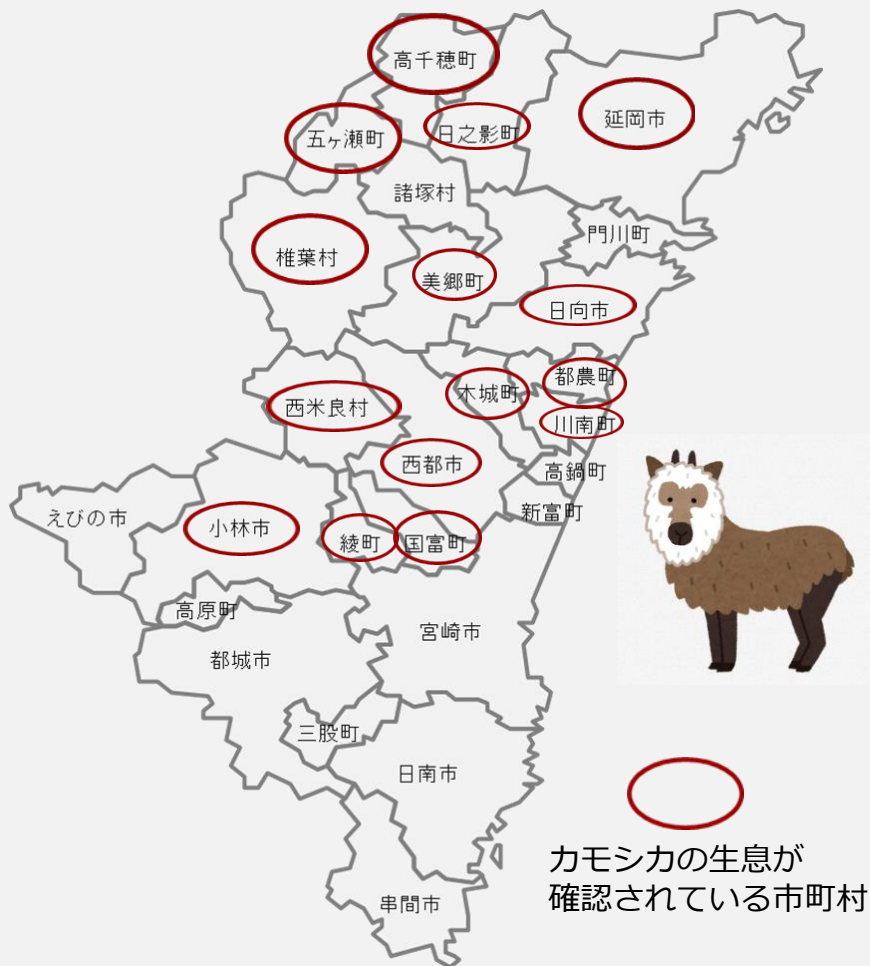 高千穂町
延岡市
日之影町
五ヶ瀬町
諸塚村
門川町
椎葉村
美郷町
日向市
都農町
木城町
西米良村
川南町
西都市
高鍋町
新富町
えびの市
小林市
綾町
国富町
高原町
宮崎市
都城市
三股町
日南市
カモシカの生息が
確認されている市町村
串間市